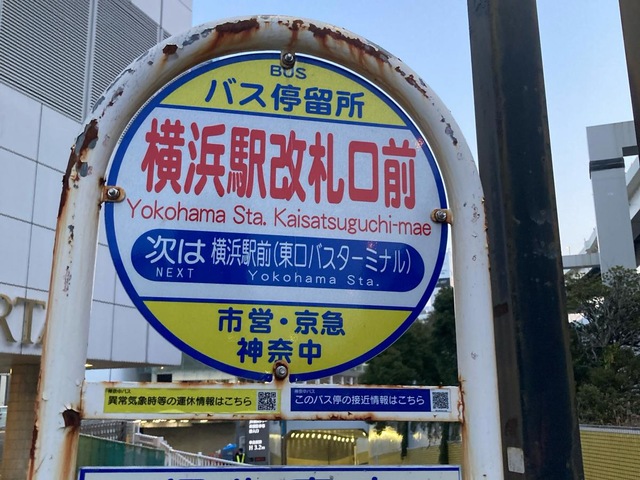 BUS
バス停留所
横浜駅改札口前
Yokohama Sta. Kaisatsuguchi-mae
次は 横浜駅前(東口バスターミナル)
NEXT Yokohama Sta.
市営・京急
神奈中
異常気象時等の運休情報はこちら
このバス停の接近情報はこちら
3.2m